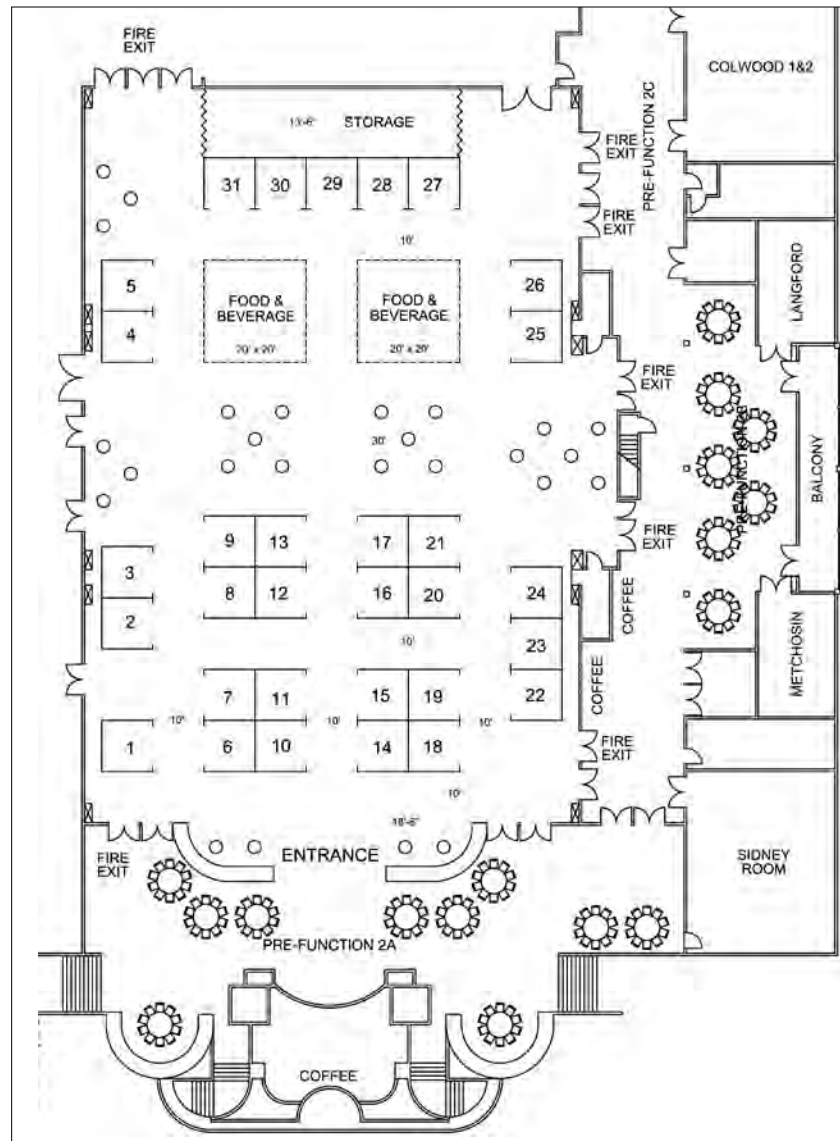 FIRE
EXIT
COLWOOD 1&2
STORAGE
PRE-FUNCTION 2C
FIRE
EXIT
31
30
29
28
27
FIRE
EXIT
10'
LANGFORD
5
FOOD &
BEVERAGE
FOOD &
BEVERAGE
26
4
20' x 20'
20' x 20'
25
FIRE
EXIT
30'
BALCONY
9
13
17
21
FIRE
EXIT
3
8
12
16
20
24
COFFEE
2
10'
23
METCHOSIN
7
11
15
19
22
COFFEE
10'
10'
10'
1
6
10
14
18
FIRE
EXIT
10'
FIRE
EXIT
ENTRANCE
SIDNEY
ROOM
PRE-FUNCTION 2A
COFFEE